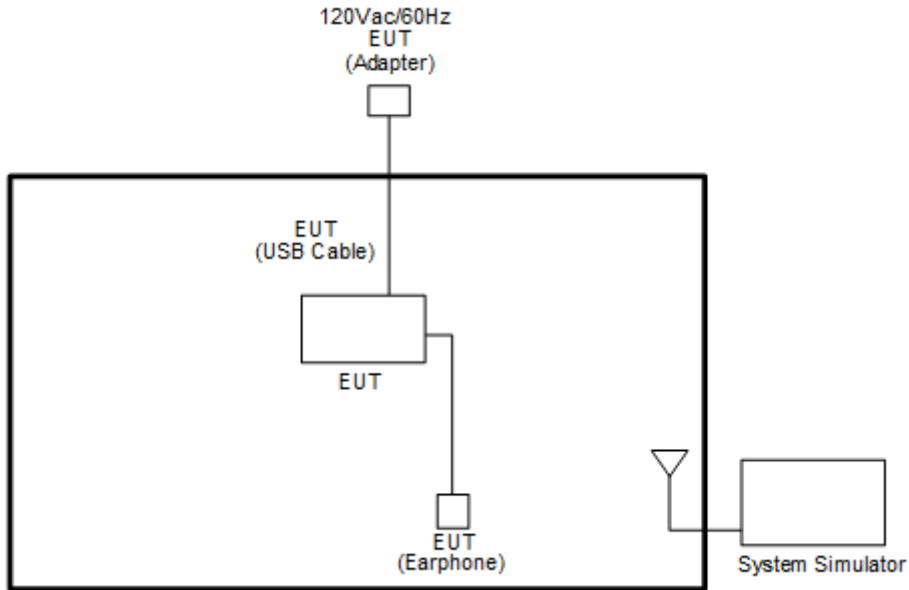 120Vac/60Hz
EUT
(Adapter)
EUT
(USB Cable)
EUT
EUT
(Earphone)
System Simulator